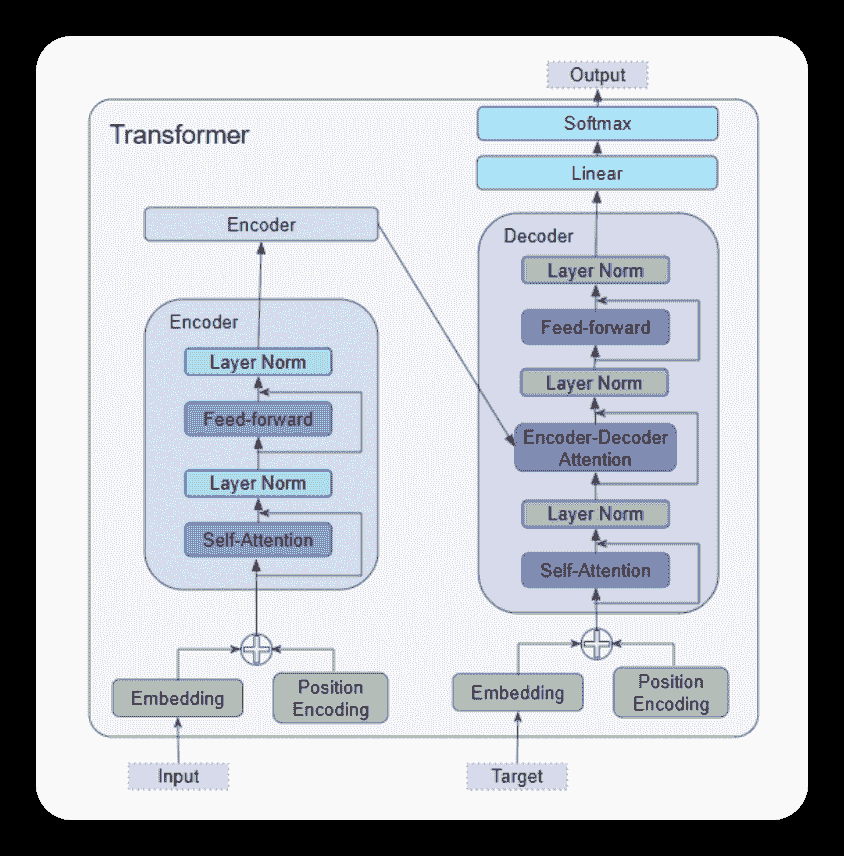 Transformer
Output
Softmax
Linear
Encoder
Encoder
Layer Norm
Feed-forward
Layer Norm
Self-Attention
Decoder
Layer Norm
Feed-forward
Layer Norm
Encoder-Decoder
Attention
Layer Norm
Self-Attention
Embedding
Position
Encoding
Input
Embedding
Position
Encoding
Target